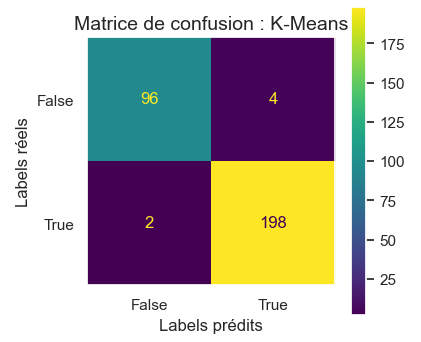 Matrice de confusion : K-Means
Labels réels
False
96
4
True
2
198
False
True
Labels prédits
175
150
125
100
75
50
25